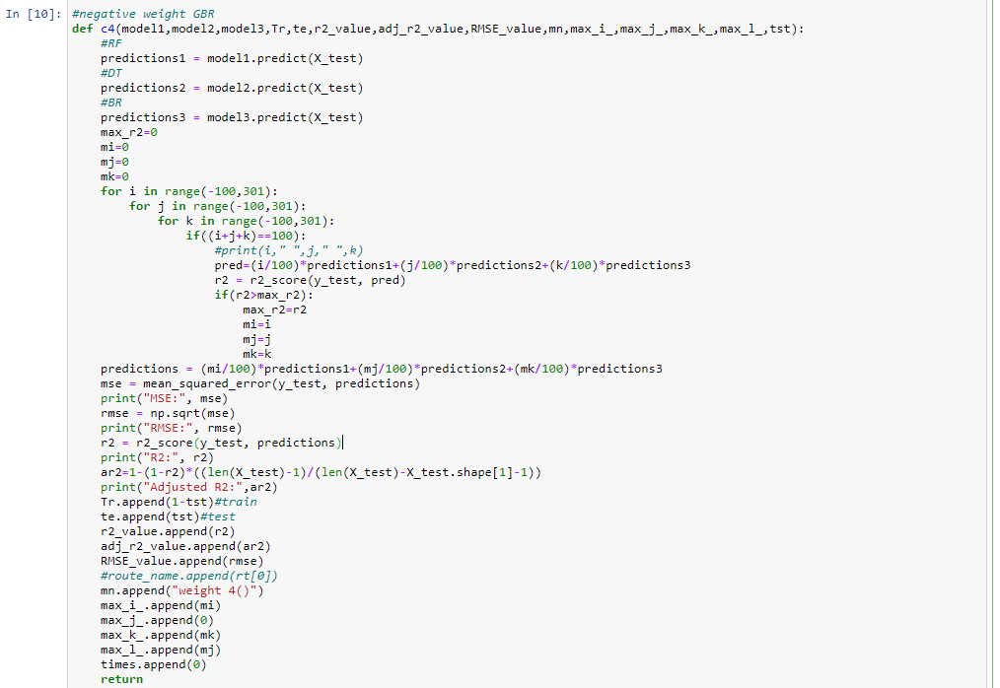 In [10]: #negative weight GBR
def c4(model1,model2,model3,Tr,te,r2_value,adj_r2_value,RMSE_value,mn,max_i_,max_j_,max_k_,max_l_,tst):
    #RF
    predictions1 = model1.predict(X_test)
    #DT
    predictions2 = model2.predict(X_test)
    #BR
    predictions3 = model3.predict(X_test)
    max_r2=0
    mi=0
    mj=0
    mk=0
    for i in range(-100,301):
        for j in range(-100,301):
            for k in range(-100,301):
                if((i+j+k)==100):
                    #print(i," ",j," ",k)
                    pred=(i/100)*predictions1+(j/100)*predictions2+(k/100)*predictions3
                    r2 = r2_score(y_test, pred)
                    if(r2>max_r2):
                        max_r2=r2
                        mi=i
                        mj=j
                        mk=k
    predictions = (mi/100)*predictions1+(mj/100)*predictions2+(mk/100)*predictions3
    mse = mean_squared_error(y_test, predictions)
    print("MSE:", mse)
    rmse = np.sqrt(mse)
    print("RMSE:", rmse)
    r2 = r2_score(y_test, predictions)
    print("R2:", r2)
    ar2=1-(1-r2)*((len(X_test)-1)/(len(X_test)-X_test.shape[1]-1))
    print("Adjusted R2:",ar2)
    Tr.append(1-tst)#train
    te.append(tst)#test
    r2_value.append(r2)
    adj_r2_value.append(ar2)
    RMSE_value.append(rmse)
    #route_name.append(rt[0])
    mn.append("weight 4()")
    max_i_.append(mi)
    max_j_.append(0)
    max_k_.append(mk)
    max_l_.append(mj)
    times.append(0)
    return